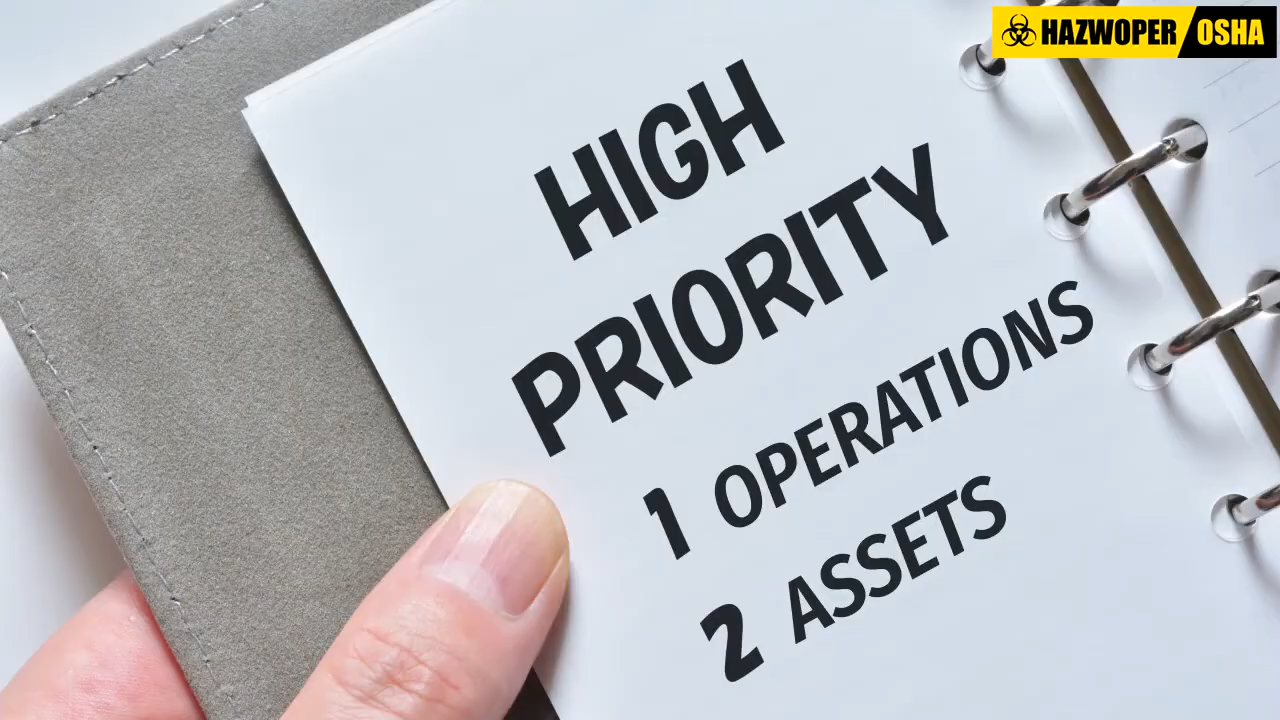 HAZWOPER OSHA
HIGH
PRIORITY
1 OPERATIONS
2 ASSETS